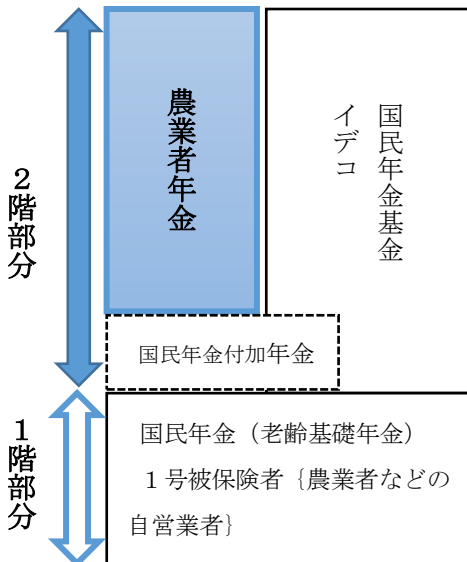 2階部分
農業者年金
国民年金基金
イデコ
国民年金付加年金
1階部分
国民年金（老齢基礎年金）
１号被保険者｛農業者などの
自営業者｝